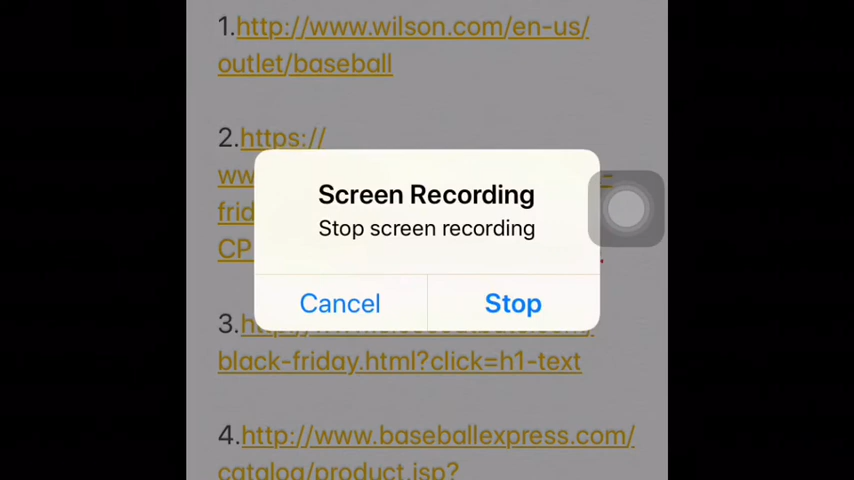 1.http://www.wilson.com/en-us/
outlet/baseball
2.https://
Screen Recording
Stop screen recording
Cancel
Stop
3.
black-friday.html?click=h1-text
4.http://www.baseballexpress.com/
catalog/product.jsp?